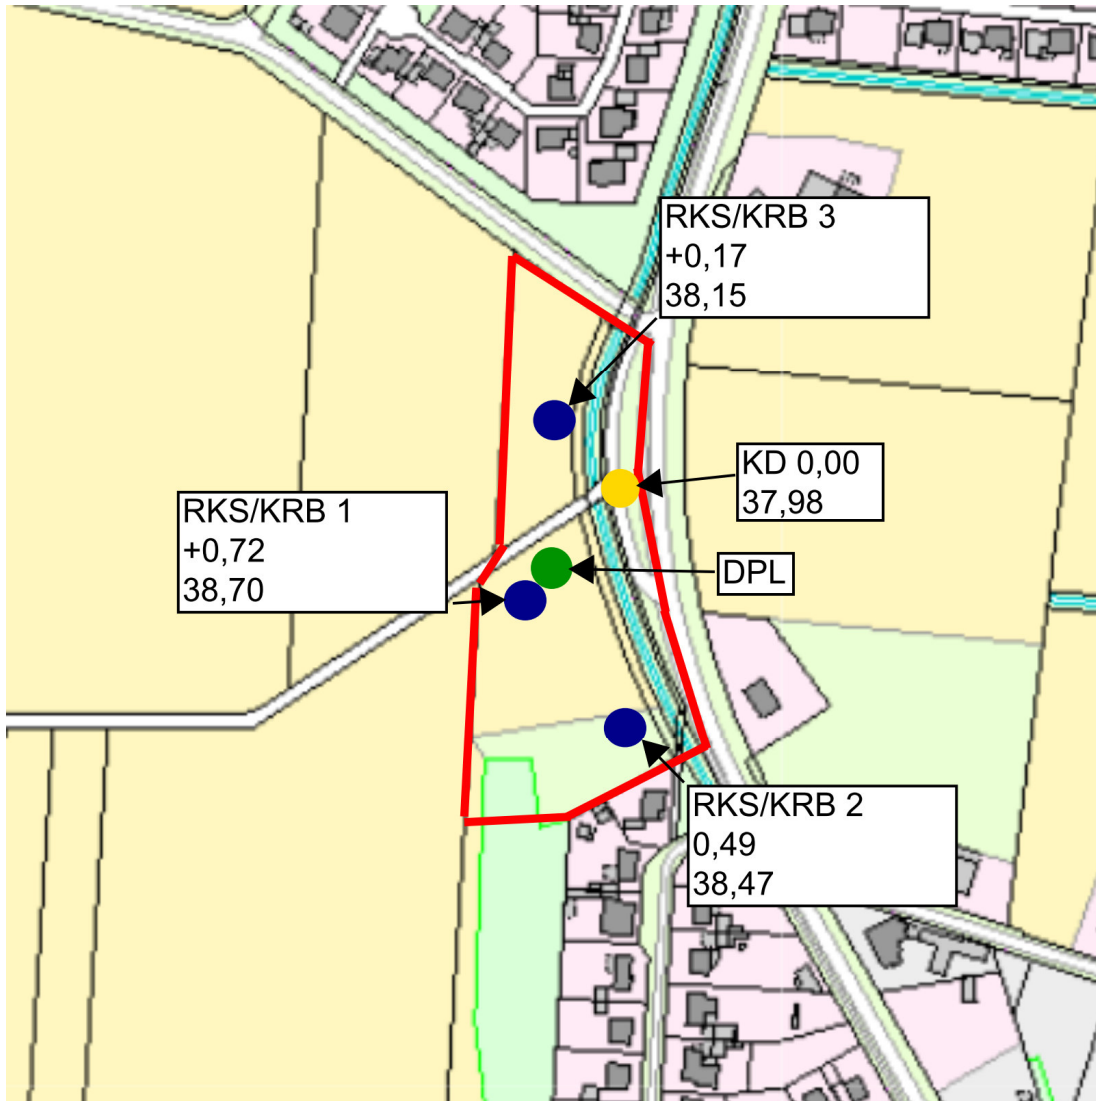 RKS/KRB 3
+0,17
38,15
KD 0,00
37,98
RKS/KRB 1
+0,72
38,70
DPL
RKS/KRB 2
0,49
38,47